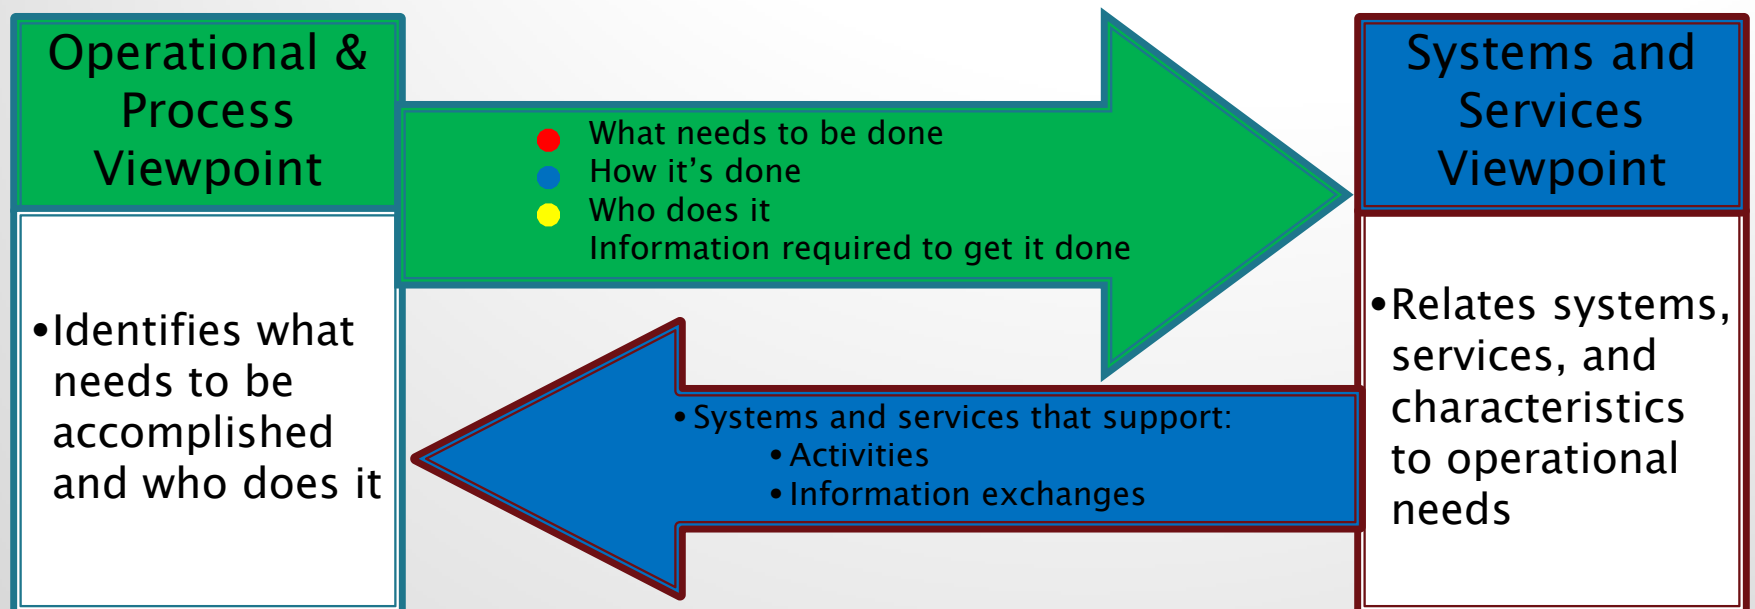 Operational &
Process
Viewpoint
•Identifies what
needs to be
accomplished
and who does it
What needs to be done
How it’s done
Who does it
Information required to get it done
•Systems and services that support:
•Activities
•Information exchanges
Systems and
Services
Viewpoint
•Relates systems,
services, and
characteristics
to operational
needs